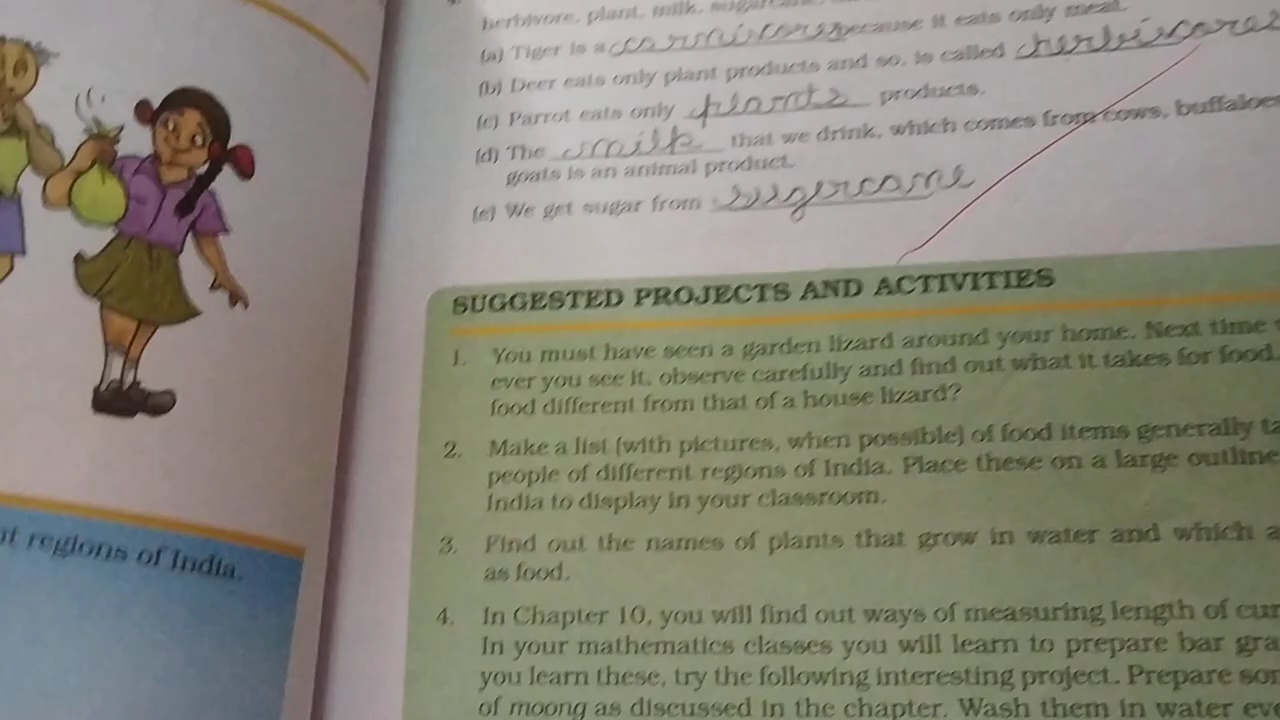 herbivore, plant, milk, sugarcane,
(a) Tiger is a carnivore because it eats only meat.
(b) Deer eats only plant products and so, is called herbivores
(c) Parrot eats only plants products.
(d) The milk that we drink, which comes from cows, buffaloes
goats is an animal product.
(e) We get sugar from sugercane
SUGGESTED PROJECTS AND ACTIVITIES
1. You must have seen a garden lizard around your home. Next time
ever you see it, observe carefully and find out what it takes for food.
food different from that of a house lizard?
2. Make a list (with pictures, when possible) of food items generally ta
people of different regions of India. Place these on a large outline
India to display in your classroom.
3. Find out the names of plants that grow in water and which a
as food.
4. In Chapter 10, you will find out ways of measuring length of cur
In your mathematics classes you will learn to prepare bar gra
you learn these, try the following interesting project. Prepare som
of moong as discussed in the chapter. Wash them in water eve
regions of India.